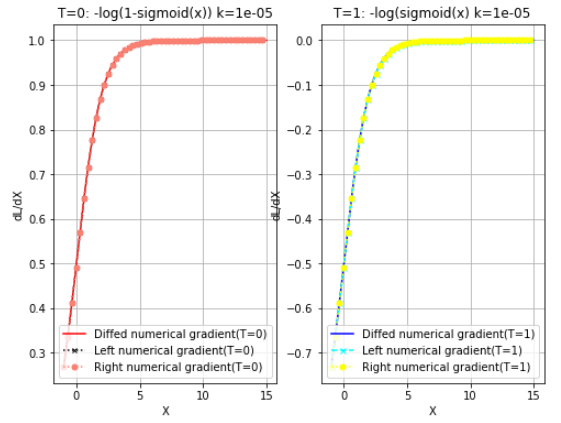 T=0: -log(1-sigmoid(x)) k=1e-05
T=1: -log(sigmoid(x) k=1e-05
1.0
0.9
0.8
0.7
0.6
0.5
0.4
0.3
dL/dX
0
5
10
15
X
Diffed numerical gradient(T=0)
Left numerical gradient(T=0)
Right numerical gradient(T=0)
-0.0
−0.1
−0.2
−0.3
−0.4
−0.5
−0.6
−0.7
dL/dX
0
5
10
15
X
Diffed numerical gradient(T=1)
Left numerical gradient(T=1)
Right numerical gradient(T=1)